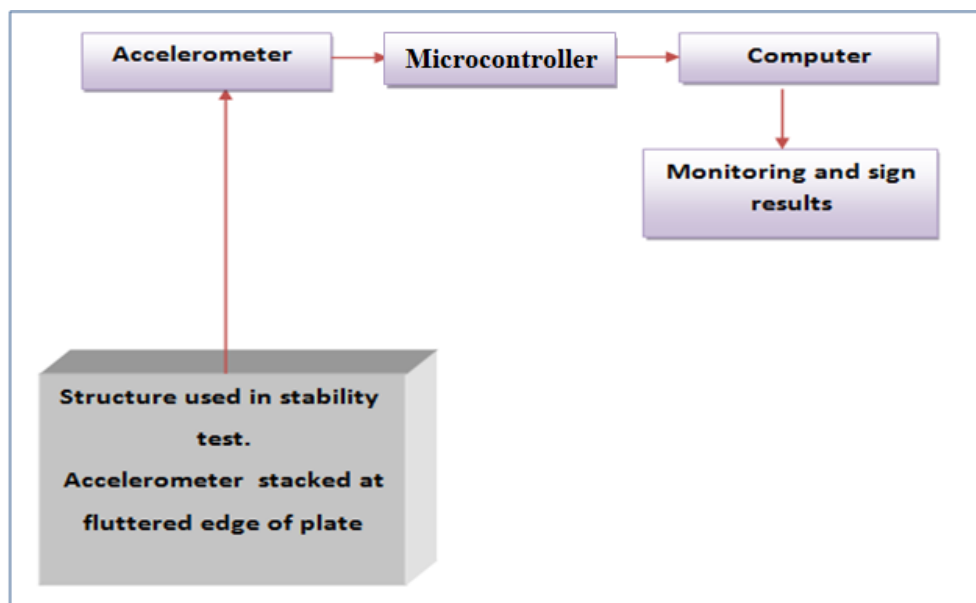 Accelerometer
Microcontroller
Computer
Monitoring and sign
results
Structure used in stability
test.
Accelerometer stacked at
fluttered edge of plate